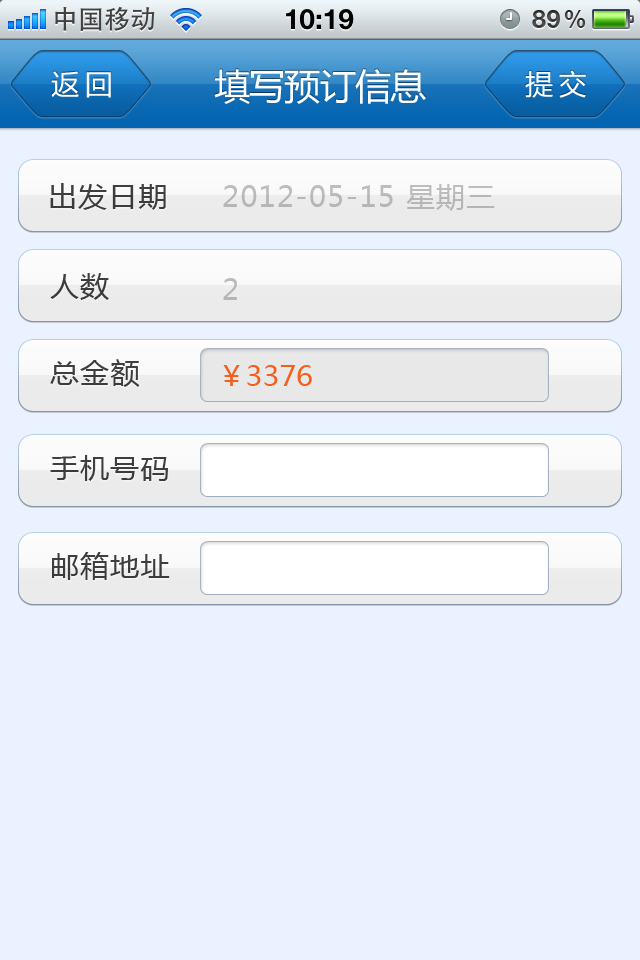 中国移动 10:19 89%
返回 填写预订信息 提交
出发日期 2012-05-15 星期三
人数 2
总金额 ¥3376
手机号码
邮箱地址